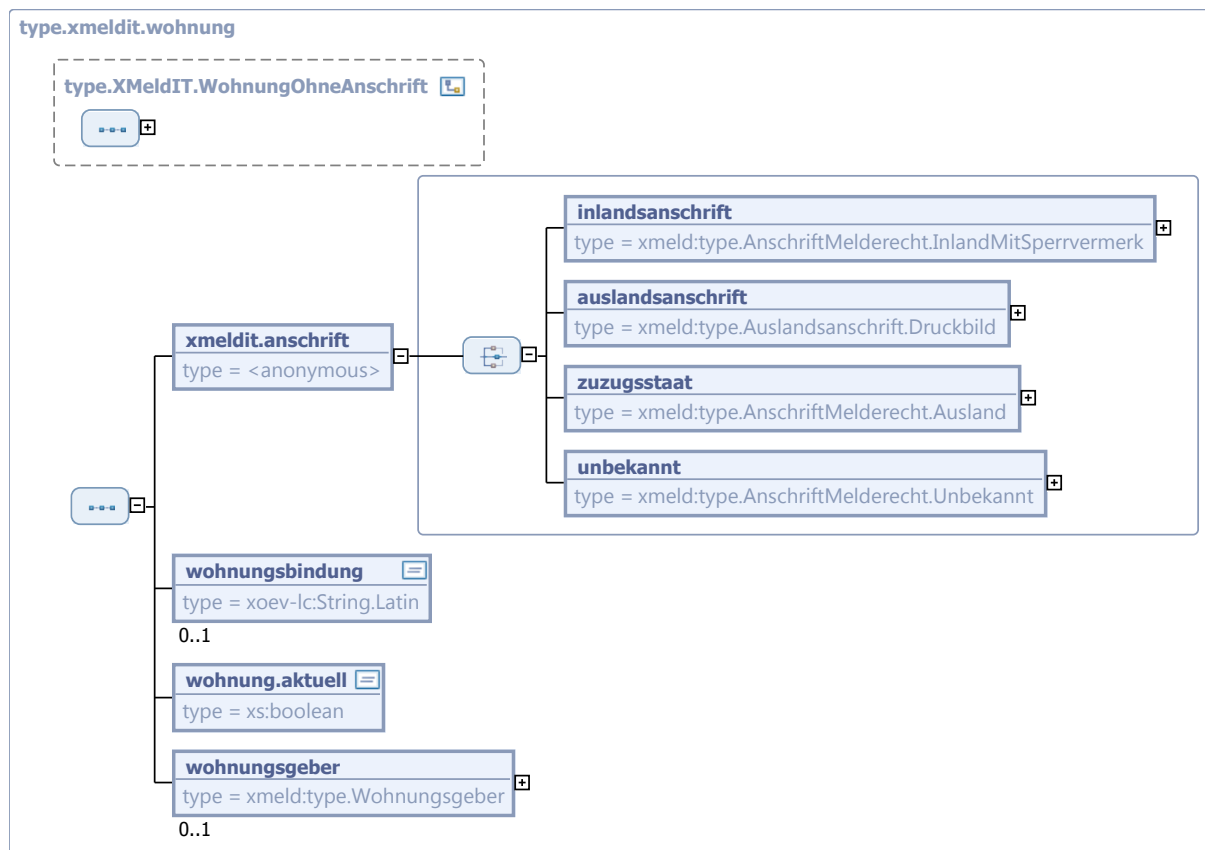 type.xmeldit.wohnung
type.XMeldIT.WohnungOhneAnschrift
inlandsanschrift
type = xmeld:type.AnschriftMelderecht.InlandMitSperrvermerk
auslandsanschrift
type = xmeld:type.Auslandsanschrift.Druckbild
xmeldit.anschrift
type = <anonymous>
zuzugsstaat
type = xmeld:type.AnschriftMelderecht.Ausland
unbekannt
type = xmeld:type.AnschriftMelderecht.Unbekannt
wohnungsbindung
type = xoev-lc:String.Latin
0..1
wohnung.aktuell
type = xs:boolean
wohnungsgeber
type = xmeld:type.Wohnungsgeber
0..1